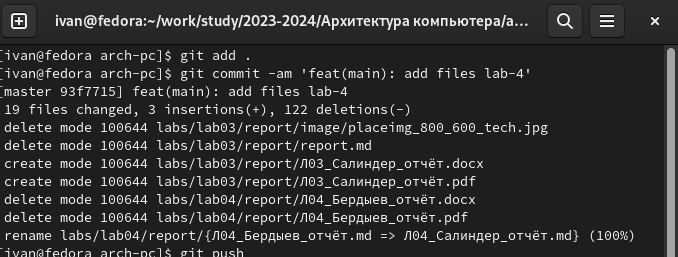 ivan@fedora:~/work/study/2023-2024/Архитектура компьютера/a...
[ivan@fedora arch-pc]$ git add .
[ivan@fedora arch-pc]$ git commit -am 'feat(main): add files lab-4'
[master 93f7715] feat(main): add files lab-4
19 files changed, 3 insertions(+), 122 deletions(-)
delete mode 100644 labs/lab03/report/image/placeimg_800_600_tech.jpg
delete mode 100644 labs/lab03/report/report.md
create mode 100644 labs/lab03/report/Л03_Салиндер_отчёт.docx
create mode 100644 labs/lab03/report/Л03_Салиндер_отчёт.pdf
delete mode 100644 labs/lab04/report/Л04_Бердыев_отчёт.docx
delete mode 100644 labs/lab04/report/Л04_Бердыев_отчёт.pdf
rename labs/lab04/report/{Л04_Бердыев_отчёт.md => Л04_Салиндер_отчёт.md} (100%)
[ivan@fedora arch-pc]$ git push